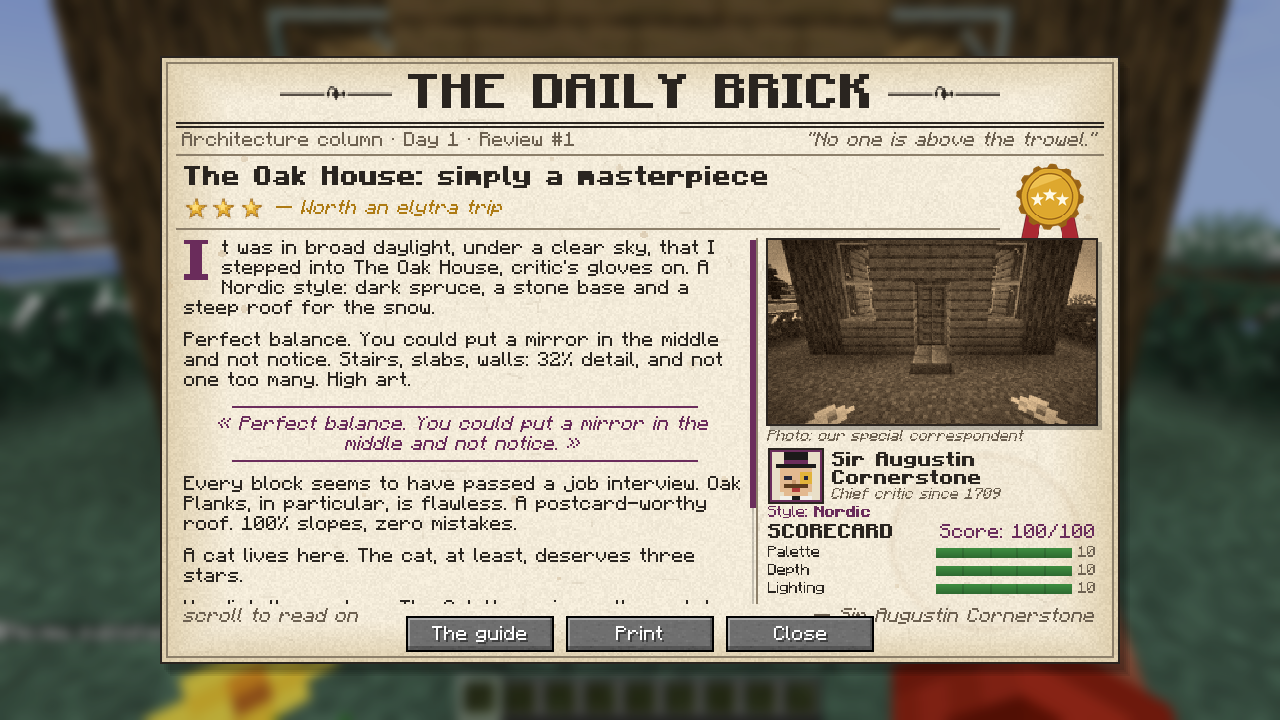 THE DAILY BRICK
Architecture column · Day 1 · Review #1
"No one is above the trowel."
The Oak House: simply a masterpiece
— Worth an elytra trip
It was in broad daylight, under a clear sky, that I
stepped into The Oak House, critic's gloves on. A
Nordic style: dark spruce, a stone base and a
steep roof for the snow.
Perfect balance. You could put a mirror in the middle
and not notice. Stairs, slabs, walls: 32% detail, and not
one too many. High art.
« Perfect balance. You could put a mirror in the
middle and not notice. »
Every block seems to have passed a job interview. Oak
Planks, in particular, is flawless. A postcard-worthy
roof. 100% slopes, zero mistakes.
A cat lives here. The cat, at least, deserves three
stars.
scroll to read on
Photo: our special correspondent
Sir Augustin
Cornerstone
Chief critic since 1709
Style: Nordic
SCORECARD Score: 100/100
Palette 10
Depth 10
Lighting 10
— Sir Augustin Cornerstone
The guide
Print
Close